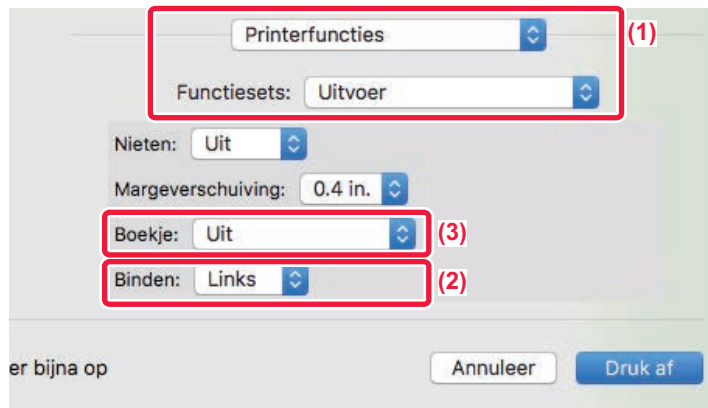 Printerfuncties (1)
Functiesets: Uitvoer
Nieten: Uit
Margeverschuiving: 0.4 in.
Boekje: Uit (3)
Binden: Links (2)
er bijna op Annuleer Druk af